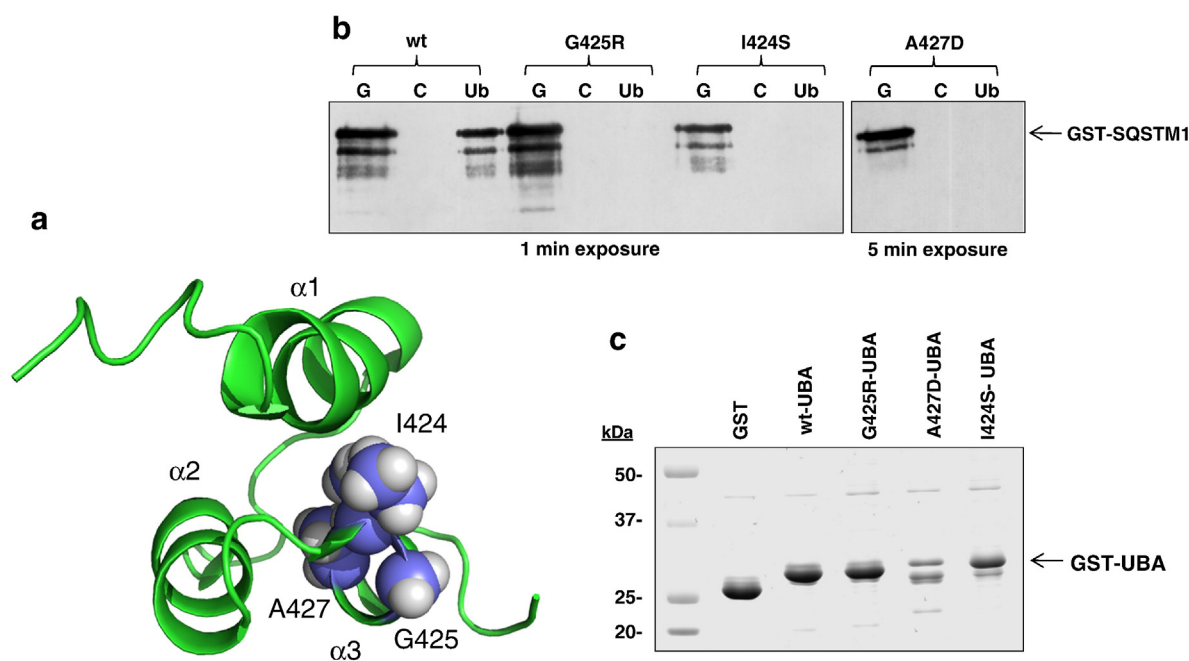 b
wt G425R I424S A427D
G C Ub G C Ub G C Ub G C Ub
GST-SQSTM1
1 min exposure 5 min exposure
a
α1
I424
α2
A427
G425
α3
c
GST wt-UBA G425R-UBA A427D-UBA I424S- UBA
kDa
50-
37-
GST-UBA
25-
20-